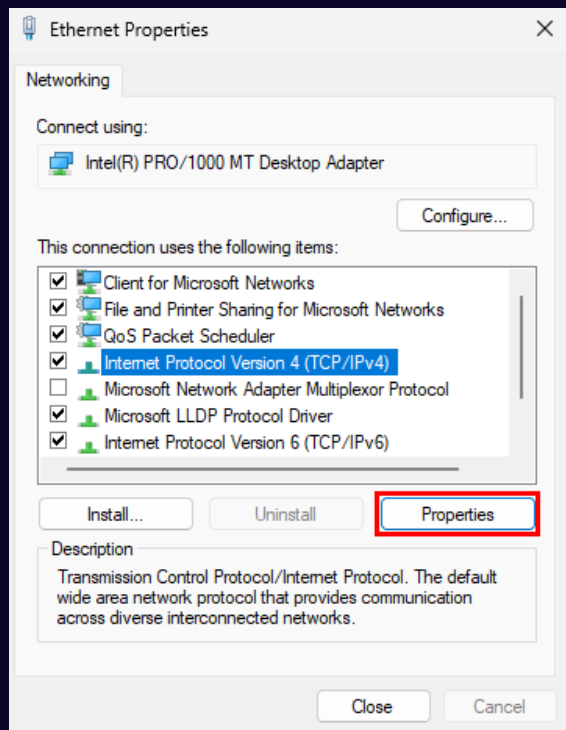 Ethernet Properties
Networking
Connect using:
Intel(R) PRO/1000 MT Desktop Adapter
Configure...
This connection uses the following items:
Client for Microsoft Networks
File and Printer Sharing for Microsoft Networks
QoS Packet Scheduler
Internet Protocol Version 4 (TCP/IPv4)
Microsoft Network Adapter Multiplexor Protocol
Microsoft LLDP Protocol Driver
Internet Protocol Version 6 (TCP/IPv6)
Install...
Uninstall
Properties
Description
Transmission Control Protocol/Internet Protocol. The default
wide area network protocol that provides communication
across diverse interconnected networks.
Close
Cancel